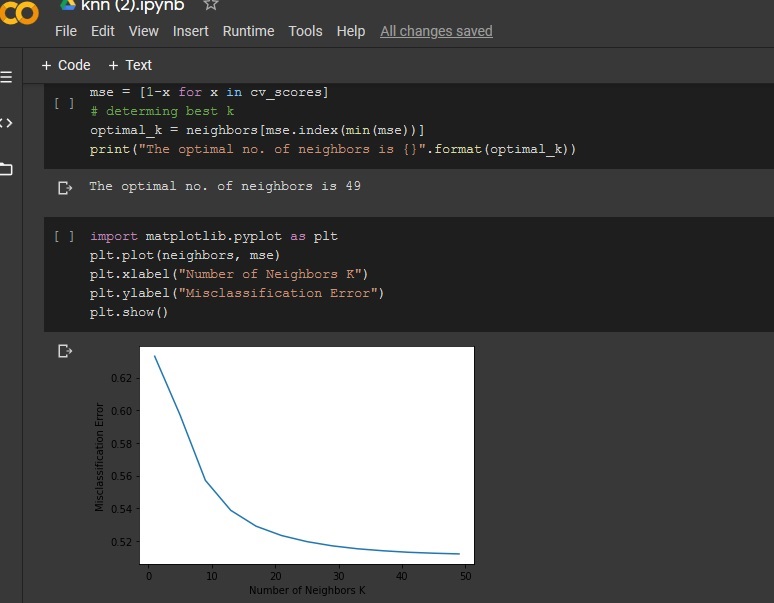 knn (2).ipynb
File Edit View Insert Runtime Tools Help All changes saved
+ Code + Text
mse = [1-x for x in cv_scores]
[ ]
# determing best k
optimal_k = neighbors[mse.index(min(mse))]
print("The optimal no. of neighbors is {}".format(optimal_k))
The optimal no. of neighbors is 49
[ ] import matplotlib.pyplot as plt
plt.plot(neighbors, mse)
plt.xlabel("Number of Neighbors K")
plt.ylabel("Misclassification Error")
plt.show()
Misclassification Error
0.62
0.60
0.58
0.56
0.54
0.52
0 10 20 30 40 50
Number of Neighbors K